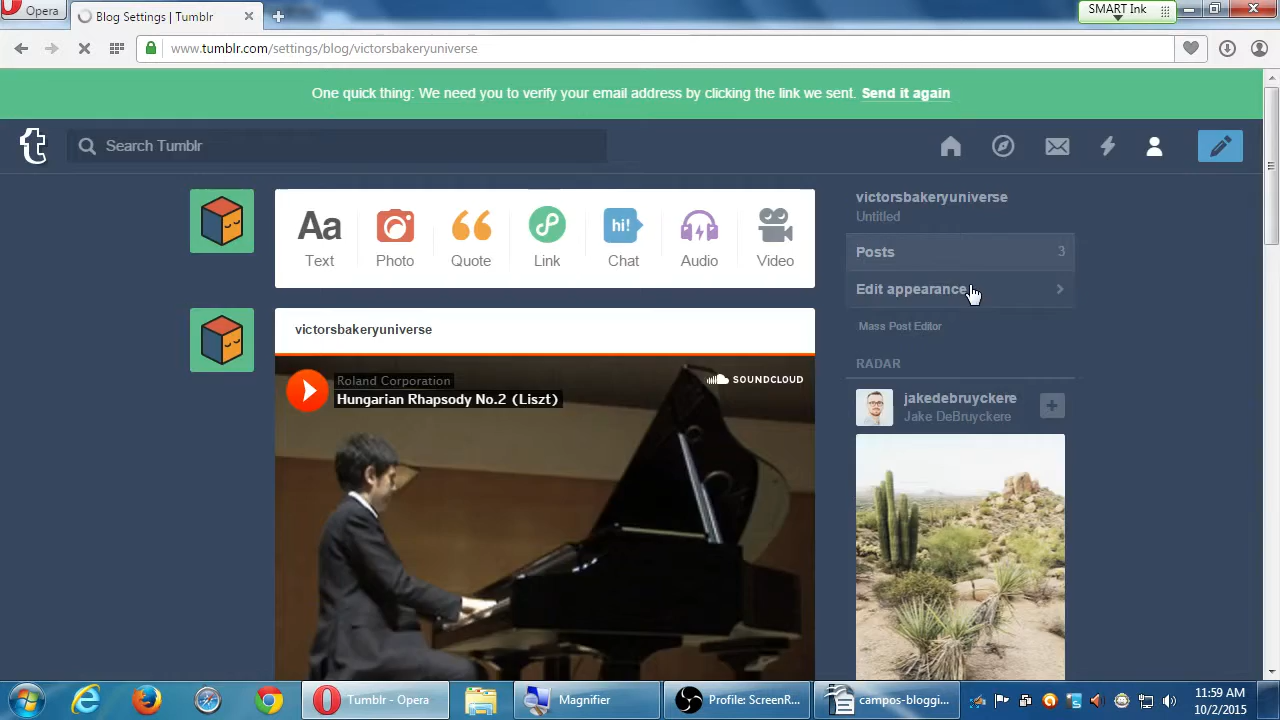 Opera
Blog Settings | Tumblr
SMART Ink
www.tumblr.com/settings/blog/victorsbakeryuniverse
One quick thing: We need you to verify your email address by clicking the link we sent. Send it again
t
Search Tumblr
Aa
hi!
Text
Photo
Quote
Link
Chat
Audio
Video
victorsbakeryuniverse
Untitled
Posts
3
Edit appearance
Mass Post Editor
RADAR
jakedebruyckere
Jake DeBruyckere
victorsbakeryuniverse
Roland Corporation
Hungarian Rhapsody No.2 (Liszt)
SOUNDCLOUD
Tumblr - Opera
Magnifier
Profile: ScreenR...
campos-bloggi...
11:59 AM
10/2/2015